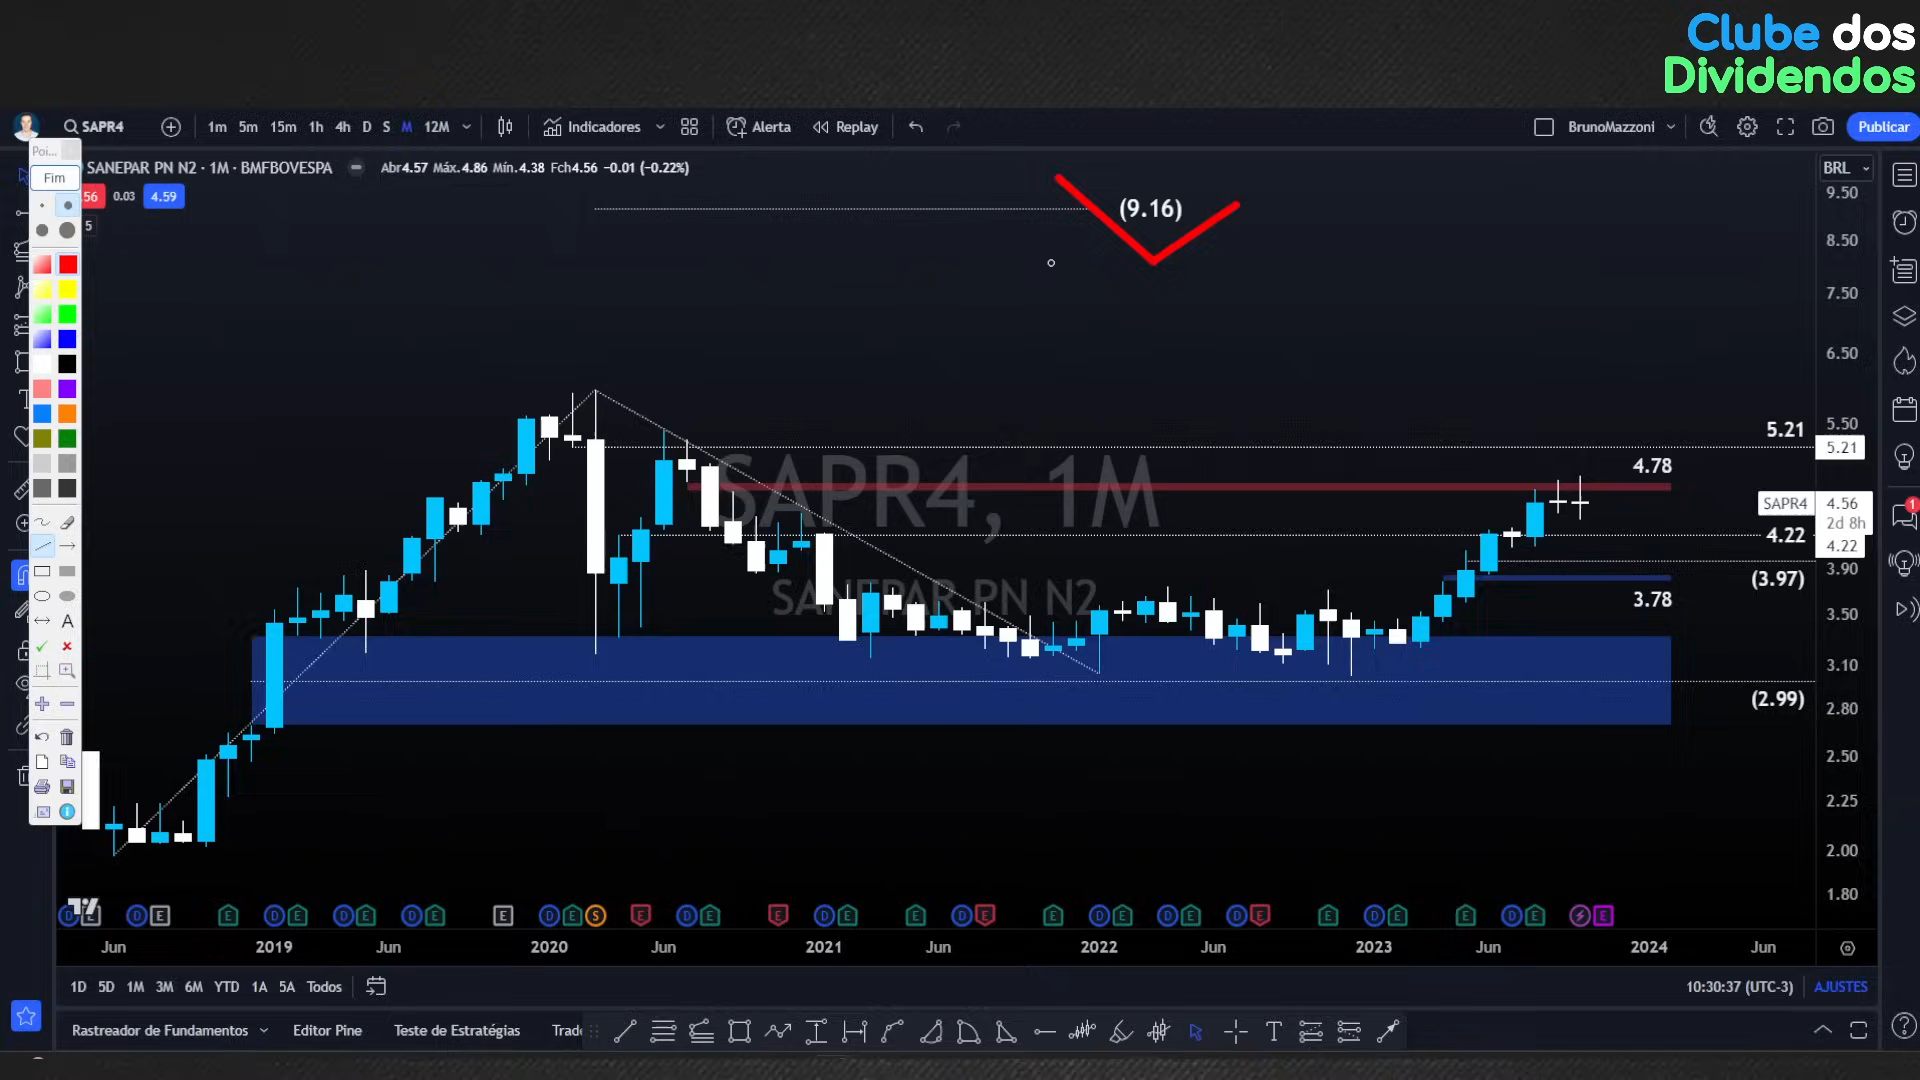 Clube dos
Dividendos
SAPR4
1m 5m 15m 1h 4h D S M 12M
Indicadores
Alerta
Replay
BrunoMazzoni
Publicar
Poi...
Fim
SANEPAR PN N2 · 1M · BMFBOVESPA
Abr4.57 Máx.4.86 Mín.4.38 Fch4.56 −0.01 (−0.22%)
BRL
56 0.03 4.59
5
(9.16)
9.50
8.50
7.50
6.50
5.50
5.21
5.21
4.78
SAPR4, 1M
SANEPAR PN N2
SAPR4 4.56
2d 8h
4.22
4.22
3.90
(3.97)
3.78
3.50
3.10
(2.99)
2.80
2.50
2.25
2.00
1.80
A
D E D E E D E D E D E E D E S E D E E D E E D E E D E D E D E E D E E D E E
Jun 2019 Jun 2020 Jun 2021 Jun 2022 Jun 2023 Jun 2024 Jun
1D 5D 1M 3M 6M YTD 1A 5A Todos
10:30:37 (UTC-3)
AJUSTES
Rastreador de Fundamentos
Editor Pine
Teste de Estratégias
Trad
T
1